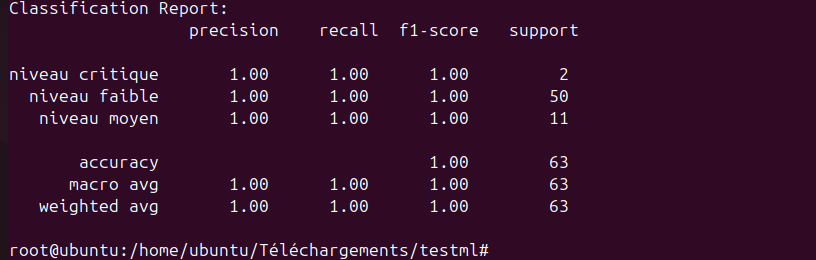 Classification Report:
precision recall f1-score support
niveau critique 1.00 1.00 1.00 2
niveau faible 1.00 1.00 1.00 50
niveau moyen 1.00 1.00 1.00 11
accuracy 1.00 63
macro avg 1.00 1.00 1.00 63
weighted avg 1.00 1.00 1.00 63
root@ubuntu:/home/ubuntu/Téléchargements/testml#